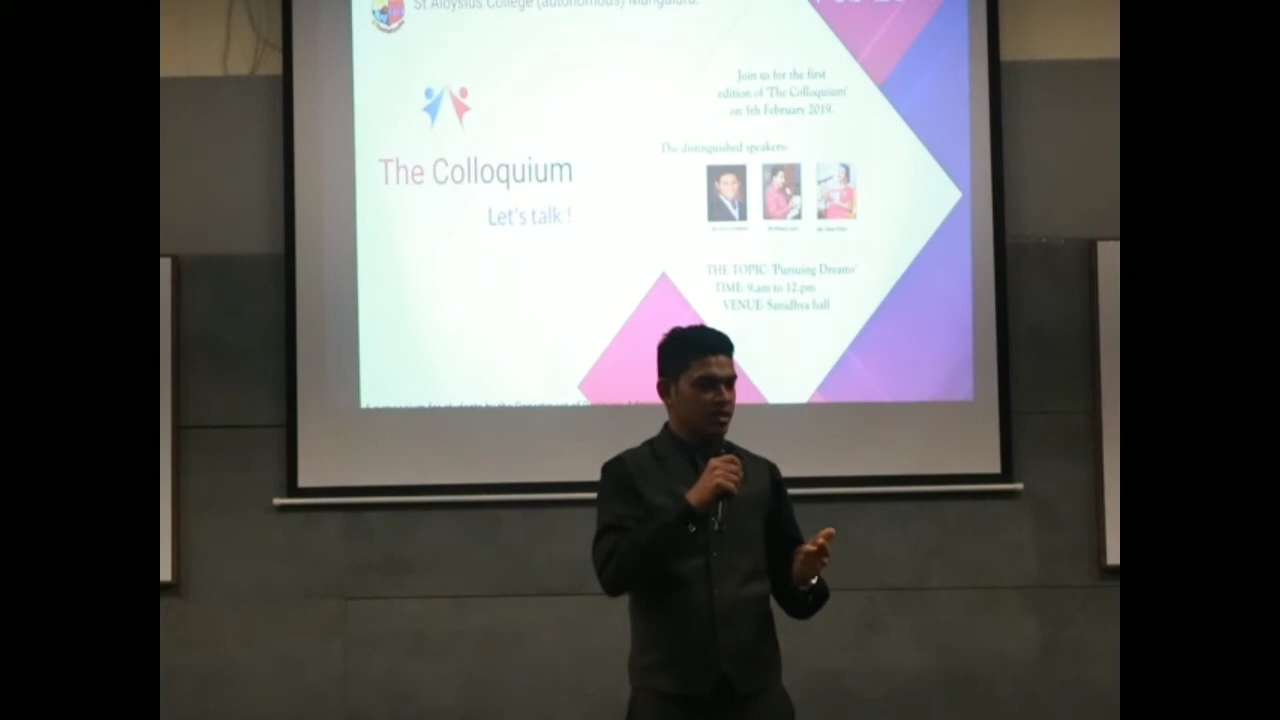 St Aloysius College (autonomous) Mangaluru.
Join us for the first
edition of 'The Colloquium'
on 5th February 2019.
The distinguished speakers:
The Colloquium
Let's talk !
THE TOPIC- 'Pursuing Dreams'
TIME- 9.am to 12.pm
VENUE- Sanidhya hall